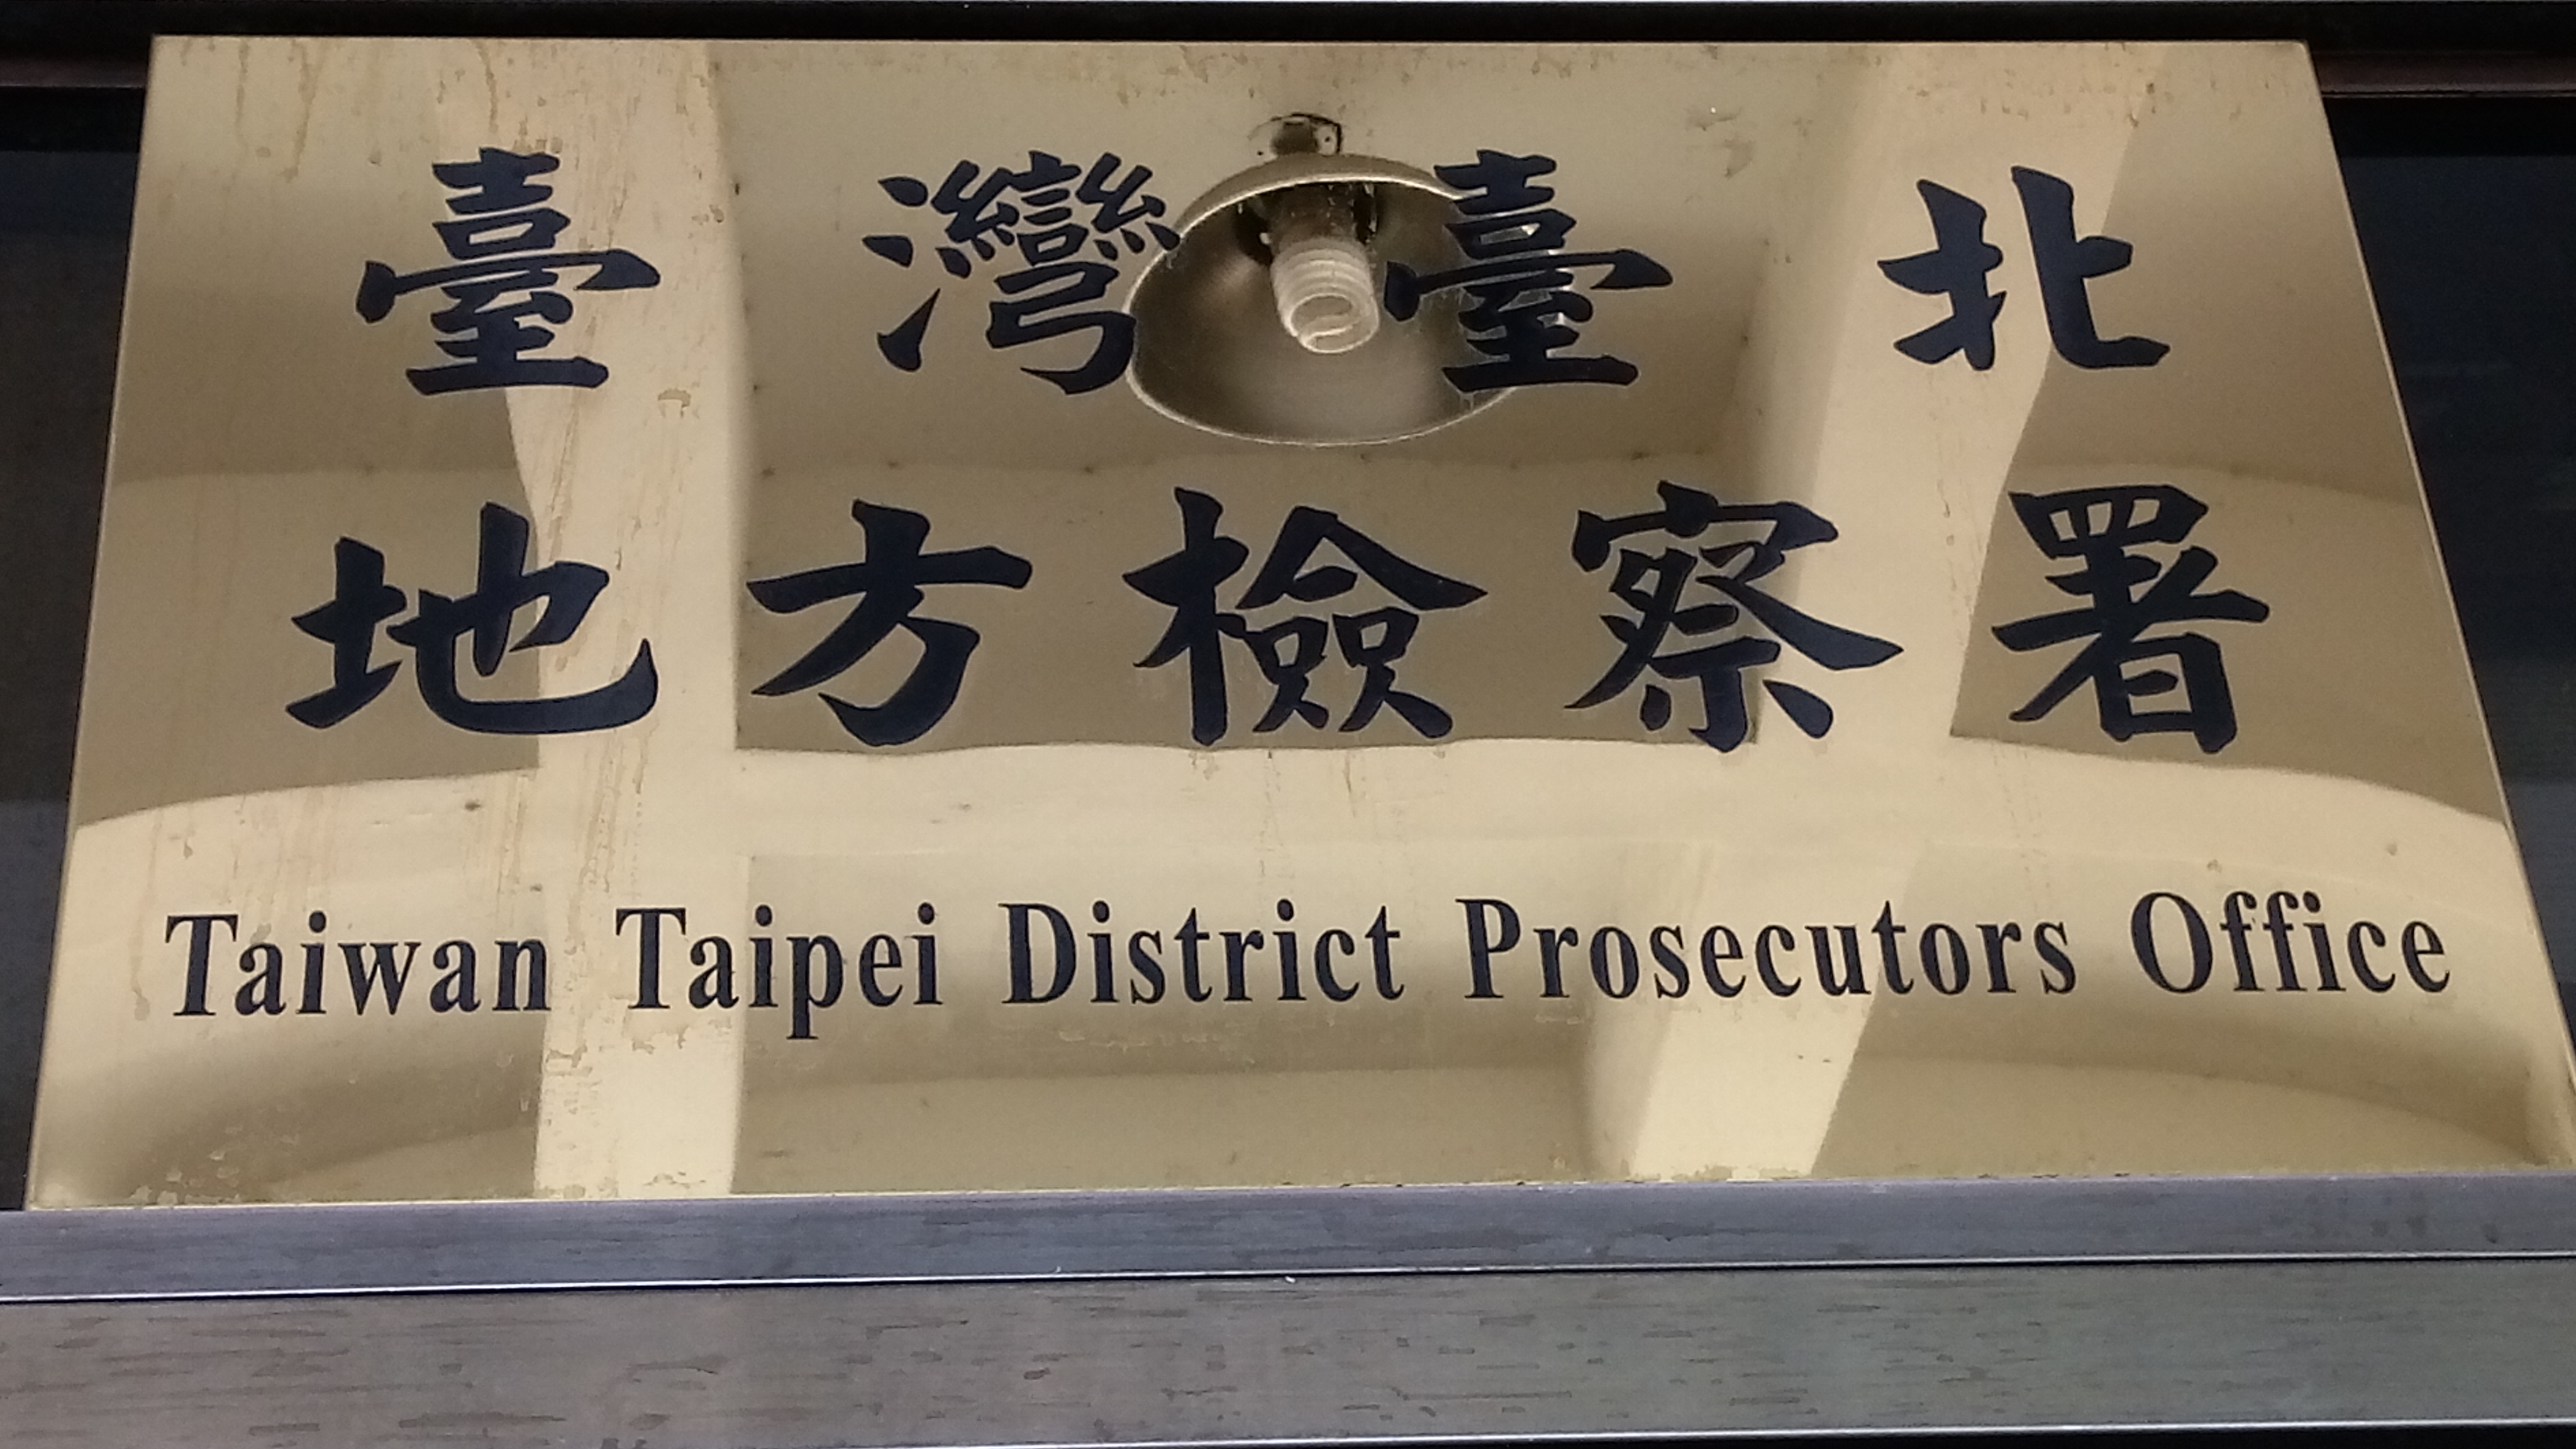 臺灣臺北
地方檢察署
Taiwan Taipei District Prosecutors Office